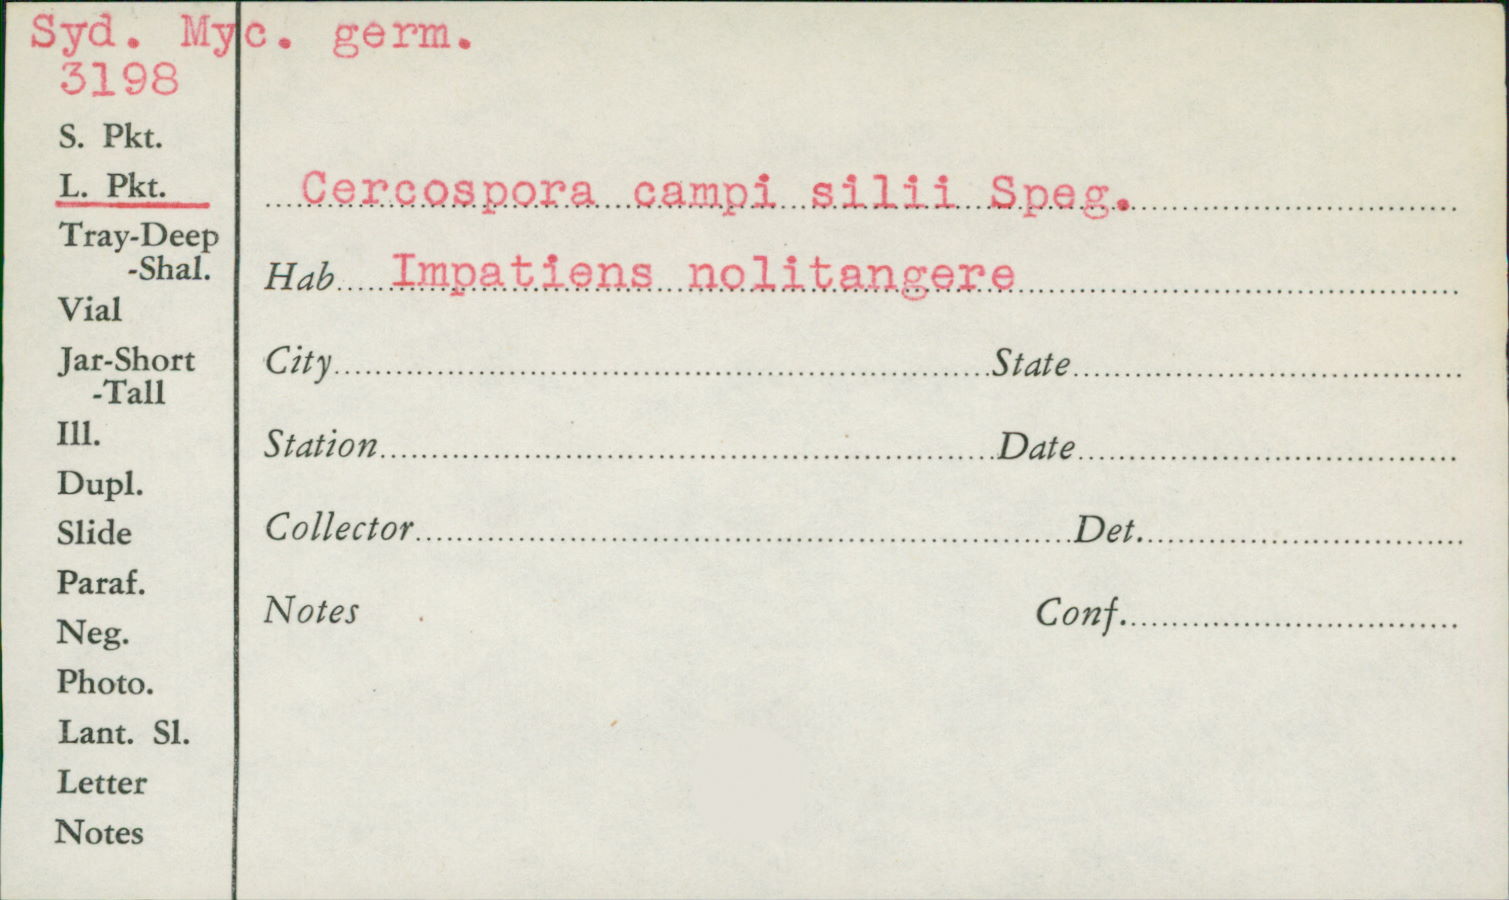 Syd. Myc. germ.
3198
S. Pkt.
L. Pkt.
Tray-Deep
-Shal.
Vial
Jar-Short
-Tall
Ill.
Dupl.
Slide
Paraf.
Neg.
Photo.
Lant. Sl.
Letter
Notes
Cercospora campi silii Speg.
Hab Impatiens nolitangere
City State
Station Date
Collector Det.
Notes Conf.